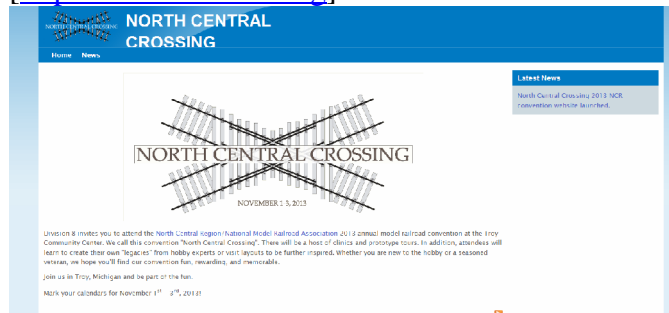 NORTH CENTRAL CROSSING
NORTH CENTRAL
CROSSING
Home News
Latest News
North Central Crossing 2013 NCR
convention website launched.
NORTH CENTRAL CROSSING
NOVEMBER 1-3, 2013
Division 8 invites you to attend the North Central Region/National Model Railroad Association 2013 annual model railroad convention at the Troy
Community Center. We call this convention "North Central Crossing". There will be a host of clinics and prototype tours. In addition, attendees will
learn to create their own "legacies" from hobby experts or visit layouts to be further inspired. Whether you are new to the hobby or a seasoned
veteran, we hope you'll find our convention fun, rewarding, and memorable.
Join us in Troy, Michigan and be part of the fun.
Mark your calendars for November 1st - 3rd, 2013!